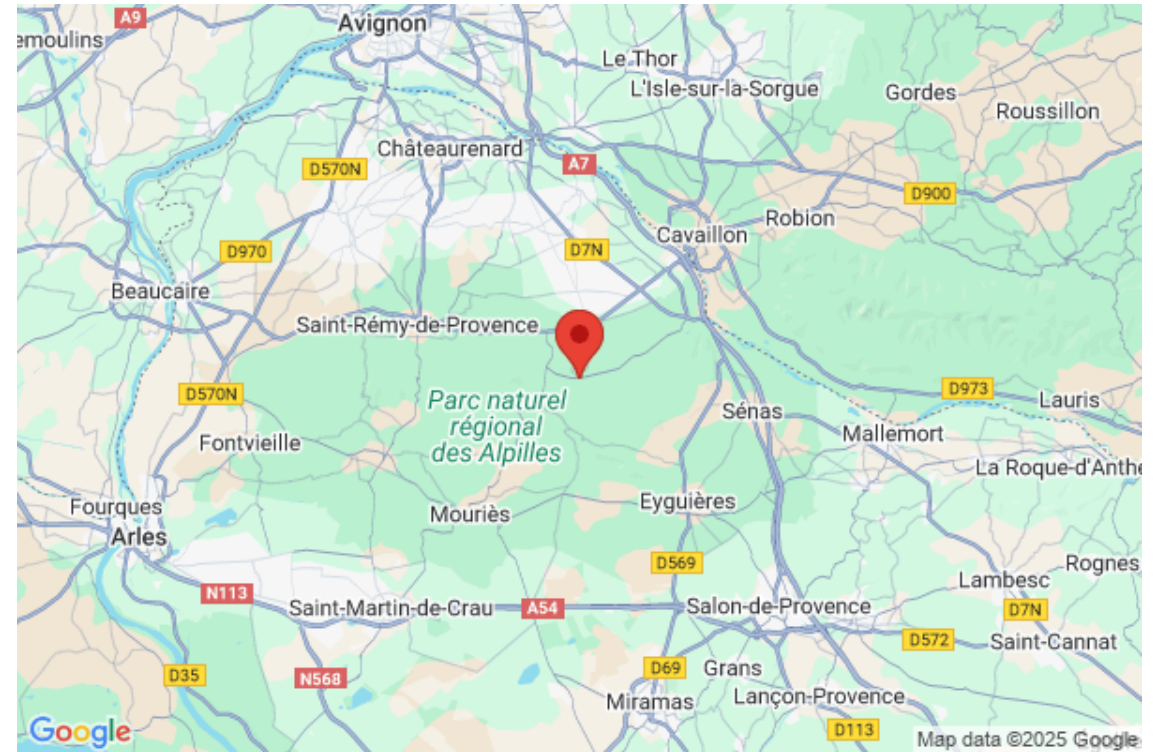 A9
Avignon
emoulins
Le Thor
L'Isle-sur-la-Sorgue
Gordes
Roussillon
Châteaurenard
A7
D570N
D900
Robion
Cavaillon
D970
D7N
Beaucaire
Saint-Rémy-de-Provence
D570N
Parc naturel
régional
des Alpilles
D973
Lauris
Sénas
Mallemort
Fontvieille
La Roque-d'Anthe
Fourques
Arles
Mouriès
Eyguières
D569
Rognes
Lambesc
N113
Saint-Martin-de-Crau
A54
Salon-de-Provence
D7N
D572
Saint-Cannat
D35
N568
D69
Grans
Miramas
Lançon-Provence
D113
Google
Map data ©2025 Google